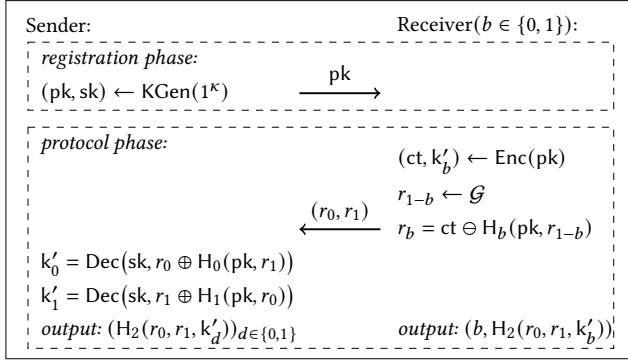 Sender: Receiver(b ∈ {0, 1}):
registration phase:
(pk, sk) ← KGen(1^κ) pk
protocol phase:
(ct, k′_b) ← Enc(pk)
r_{1−b} ← 𝒢
(r_0, r_1) r_b = ct ⊖ H_b(pk, r_{1−b})
k′_0 = Dec(sk, r_0 ⊕ H_0(pk, r_1))
k′_1 = Dec(sk, r_1 ⊕ H_1(pk, r_0))
output: (H_2(r_0, r_1, k′_d))_{d∈{0,1}} output: (b, H_2(r_0, r_1, k′_b))